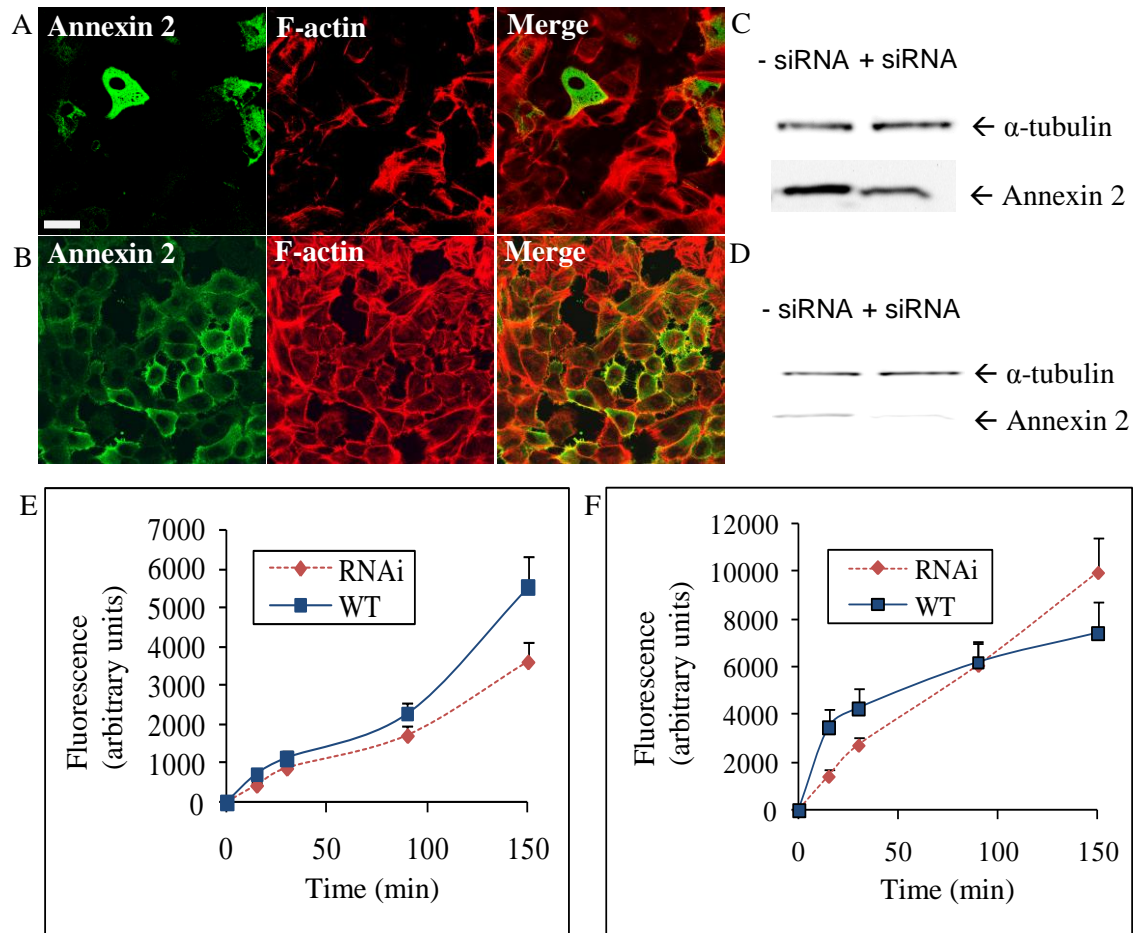 A
Annexin 2
F-actin
Merge
B
Annexin 2
F-actin
Merge
C
- siRNA + siRNA
← α-tubulin
← Annexin 2
D
- siRNA + siRNA
← α-tubulin
← Annexin 2
E
Fluorescence
(arbitrary units)
7000
6000
5000
4000
3000
2000
1000
0
RNAi
WT
0 50 100 150
Time (min)
F
Fluorescence
(arbitrary units)
12000
10000
8000
6000
4000
2000
0
RNAi
WT
0 50 100 150
Time (min)